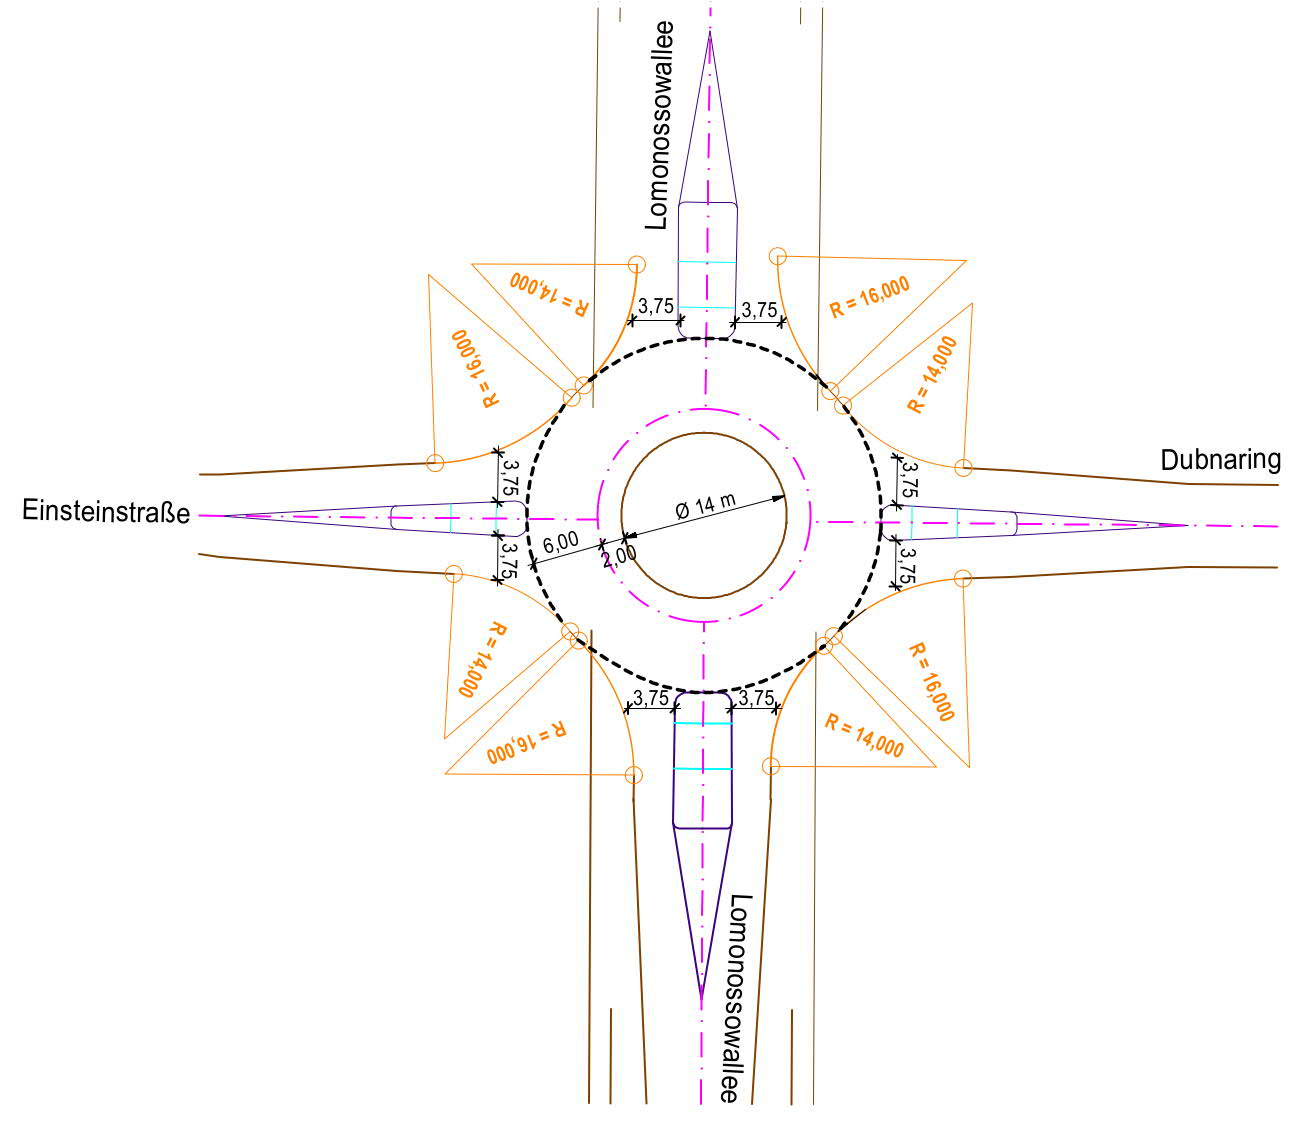 Lomonossowallee
R = 14,000
R = 16,000
3,75
3,75
R = 16,000
R = 14,000
Dubnaring
3,75
3,75
Einsteinstraße
Ø 14 m
6,00
2,00
3,75
3,75
R = 14,000
R = 16,000
3,75
3,75
R = 16,000
R = 14,000
Lomonossowallee